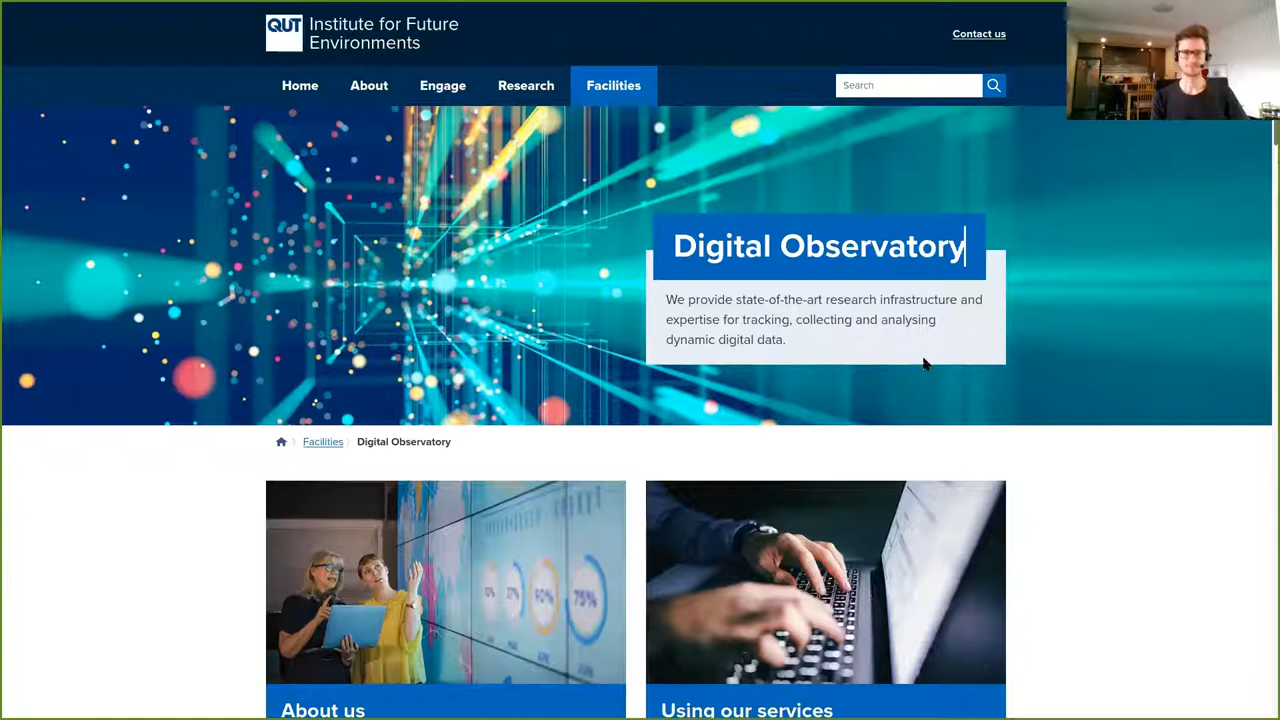 QUT
Institute for Future
Environments
Contact us
Home
About
Engage
Research
Facilities
Search
Digital Observatory
We provide state-of-the-art research infrastructure and
expertise for tracking, collecting and analysing
dynamic digital data.
Facilities
Digital Observatory
90%
75%
About us
Using our services